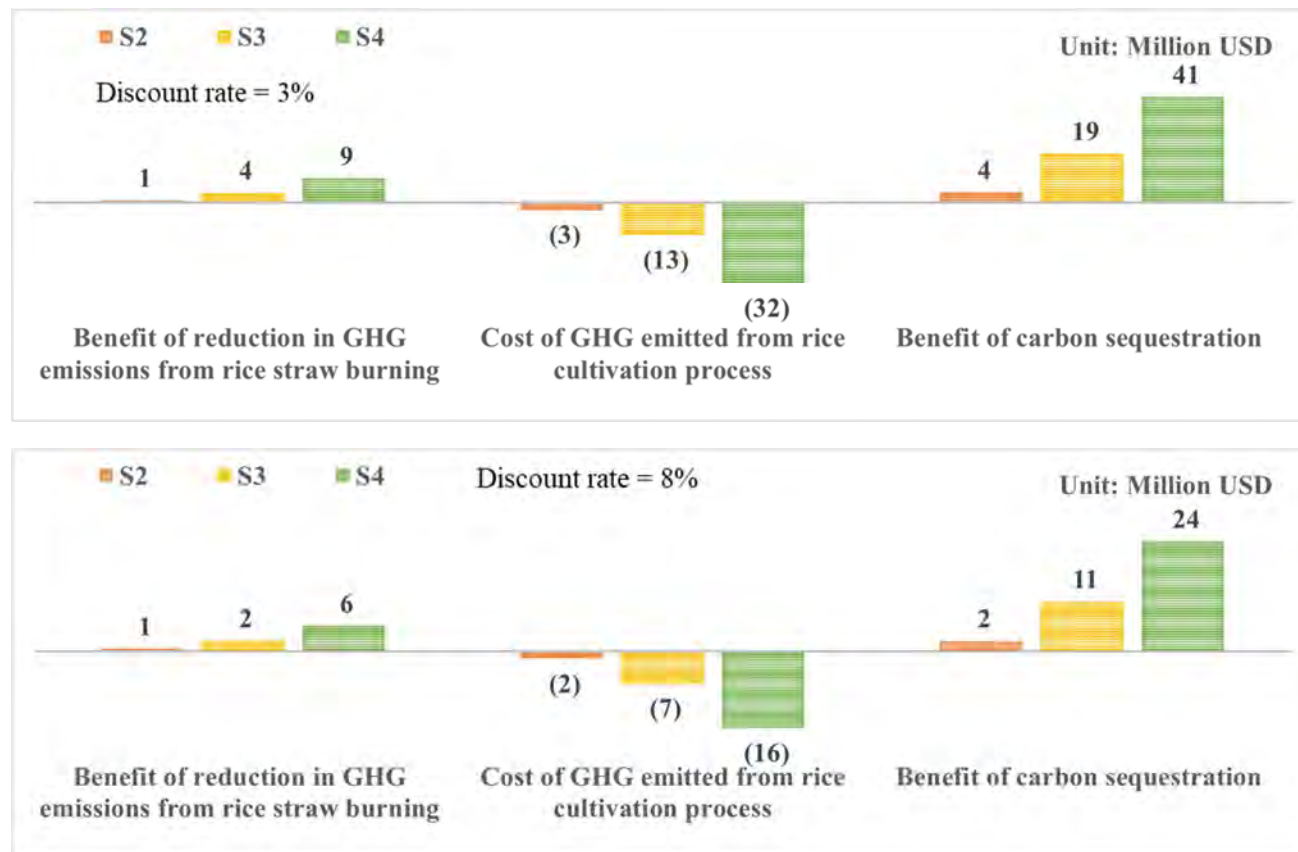 S2 S3 S4
Unit: Million USD
Discount rate = 3%
41
19
9
4
4
1
(3)
(13)
(32)
Benefit of reduction in GHG
emissions from rice straw burning
Cost of GHG emitted from rice
cultivation process
Benefit of carbon sequestration
S2 S3 S4
Discount rate = 8%
Unit: Million USD
24
11
6
2
2
1
(2)
(7)
(16)
Benefit of reduction in GHG
emissions from rice straw burning
Cost of GHG emitted from rice
cultivation process
Benefit of carbon sequestration